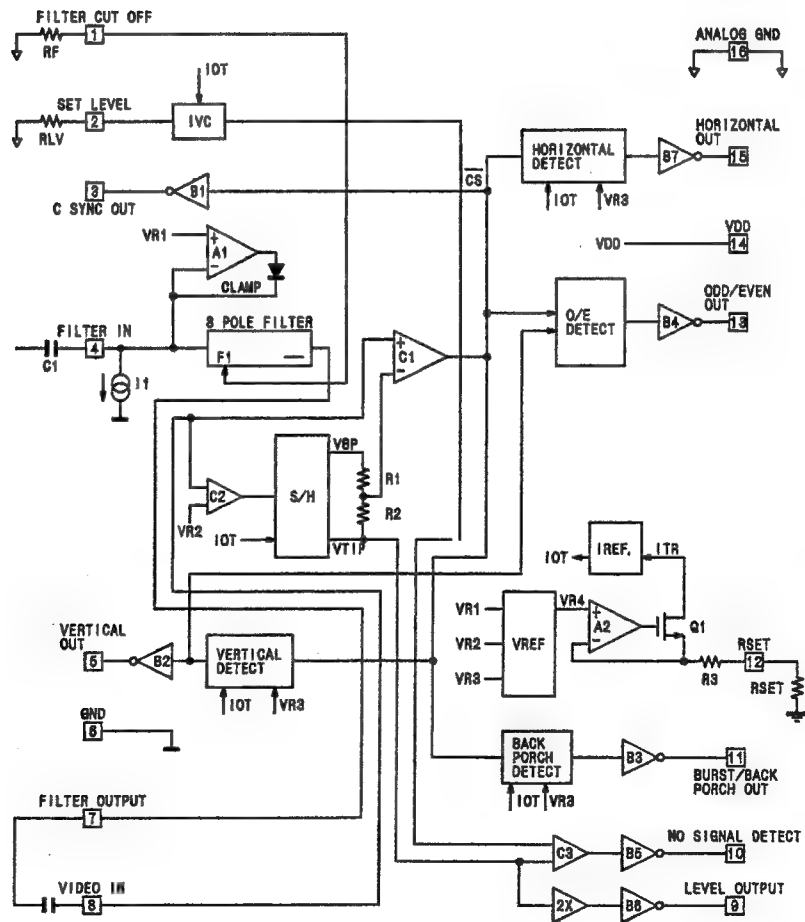 FILTER CUT OFF
1
RF
ANALOG GND
16
IOT
SET LEVEL
2
RLV
IVC
HORIZONTAL
DETECT
B7
HORIZONTAL
OUT
15
CS
IOT
VR3
3
B1
C SYNC OUT
VR1
+
A1
−
CLAMP
VDD
VDD
14
FILTER IN
4
C1
3 POLE FILTER
F1
I1
+
C1
−
O/E
DETECT
B4
ODD/EVEN
OUT
13
C2
VR2
S/H
VBP
R1
R2
VTIP
IOT
IOT
IREF.
ITR
VR1
VR2
VR3
VREF
VR4
+
A2
−
Q1
R3
RSET
12
RSET
VERTICAL
OUT
5
B2
VERTICAL
DETECT
IOT
VR3
GND
6
BACK
PORCH
DETECT
B3
11
BURST/BACK
PORCH OUT
IOT
VR3
FILTER OUTPUT
7
C3
B5
NO SIGNAL DETECT
10
VIDEO IN
8
2X
B6
LEVEL OUTPUT
9